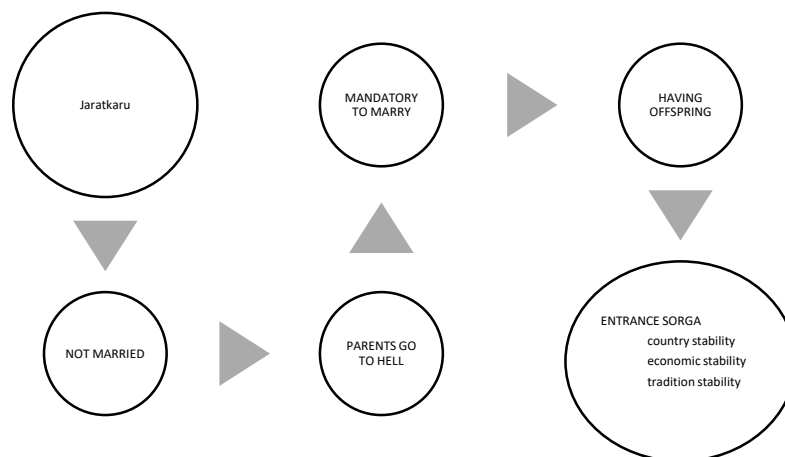 Jaratkaru
NOT MARRIED
PARENTS GO
TO HELL
MANDATORY
TO MARRY
HAVING
OFFSPRING
ENTRANCE SORGA
country stability
economic stability
tradition stability